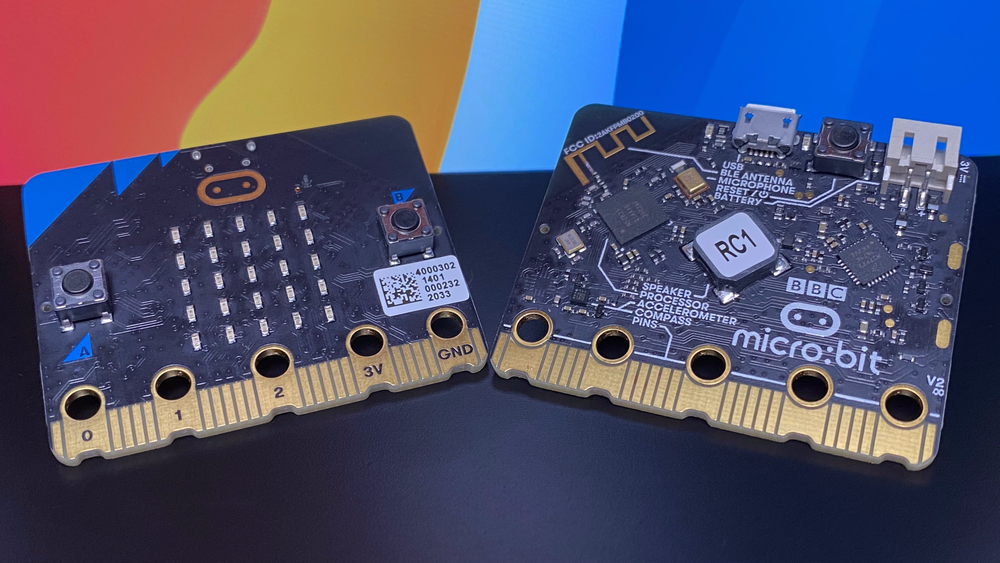 B
4000302
1401
000232
2033
A
0
1
2
3V
GND
FCC ID:2AKFPMB0200
USB
BLE ANTENNA
MICROPHONE
RESET /
BATTERY
3V
RC1
SPEAKER
PROCESSOR
ACCELEROMETER
COMPASS
PINS
BBC
micro:bit
V2